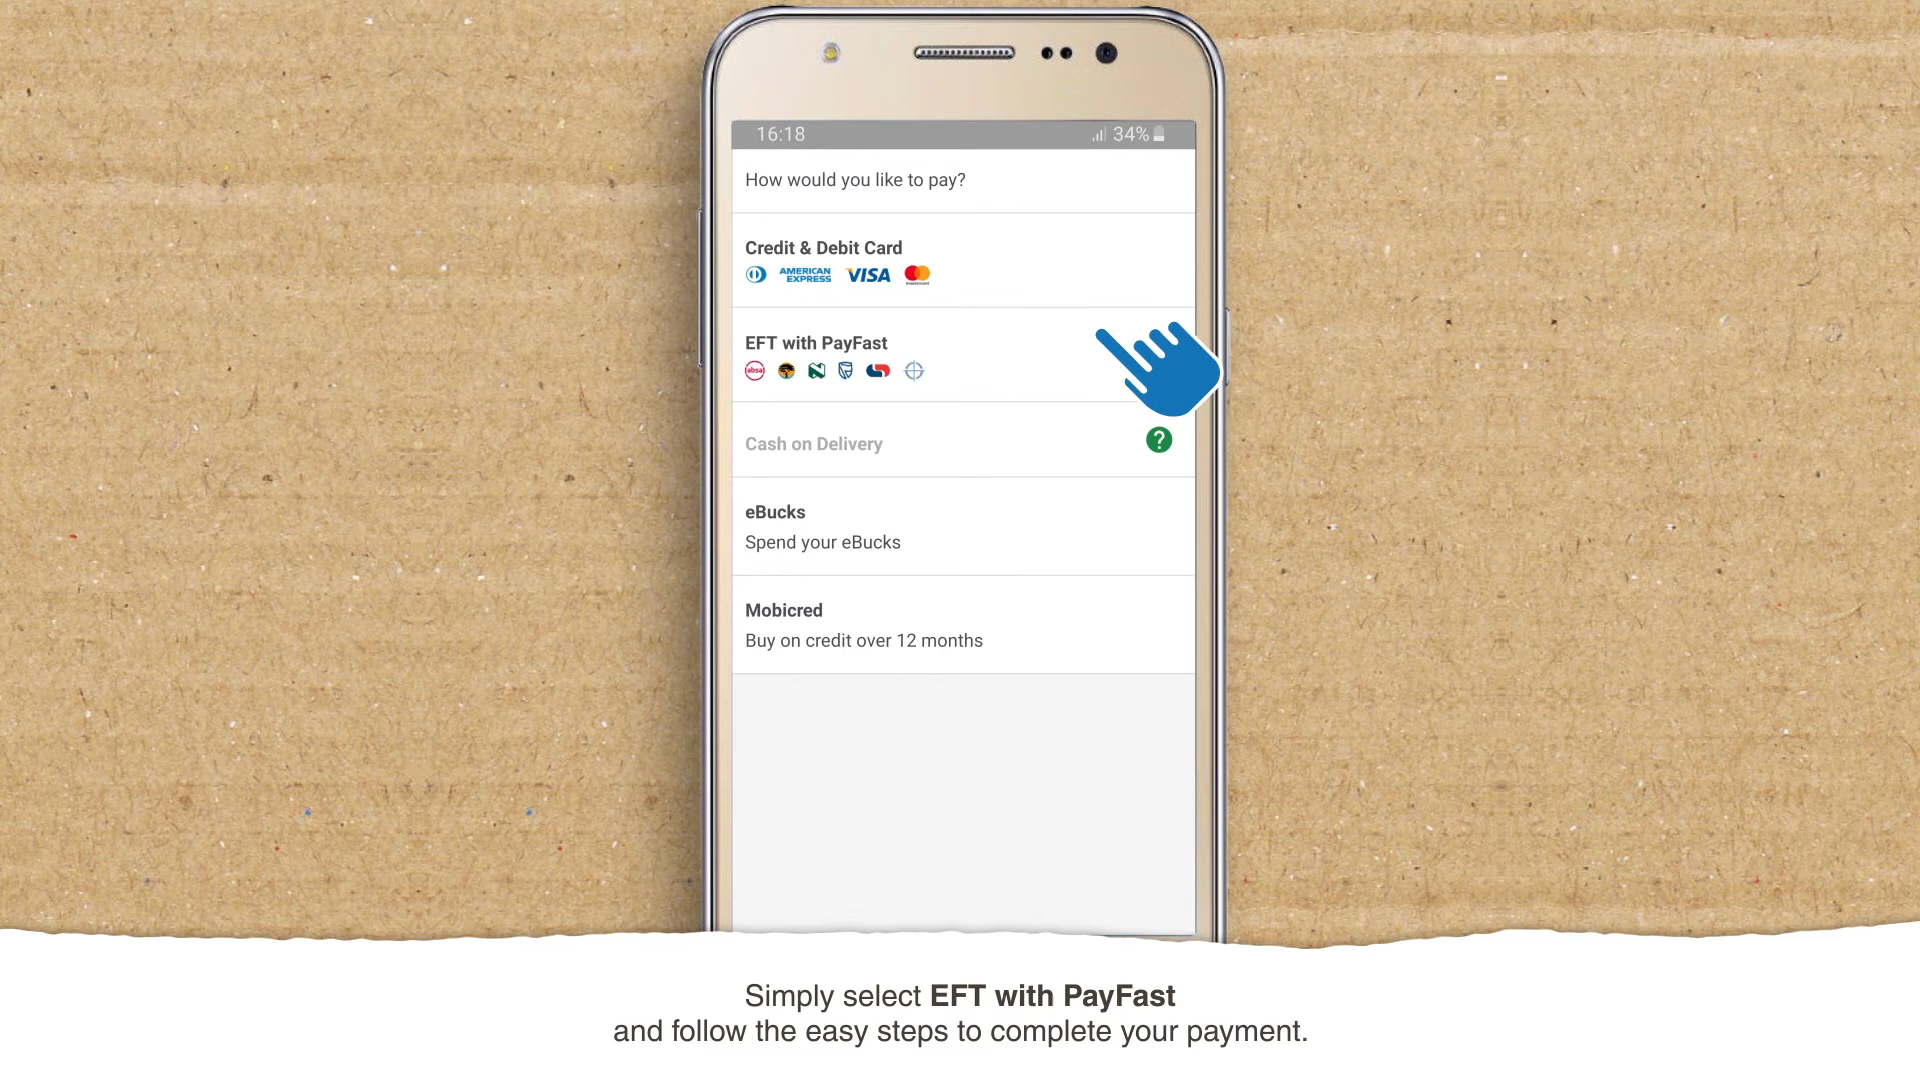 16:18 34%
How would you like to pay?
Credit & Debit Card
AMERICAN
EXPRESS
VISA
mastercard
EFT with PayFast
absa
Cash on Delivery
?
eBucks
Spend your eBucks
Mobicred
Buy on credit over 12 months
Simply select EFT with PayFast
and follow the easy steps to complete your payment.